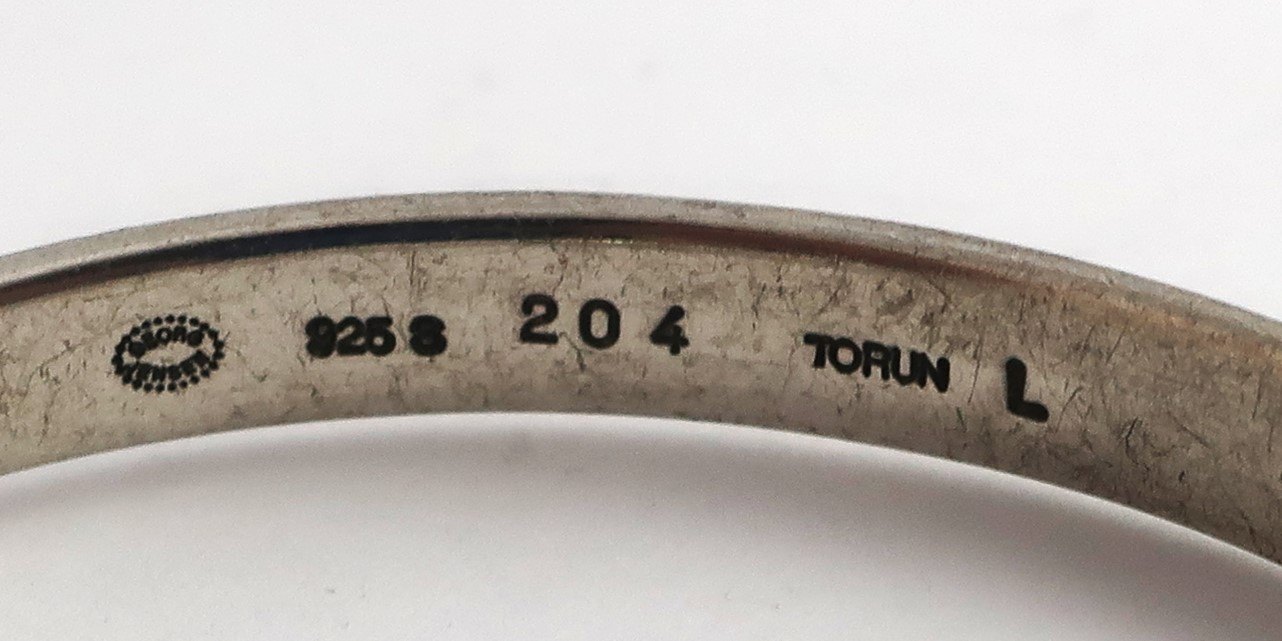 GEORG JENSEN
925 S 204 TORUN L